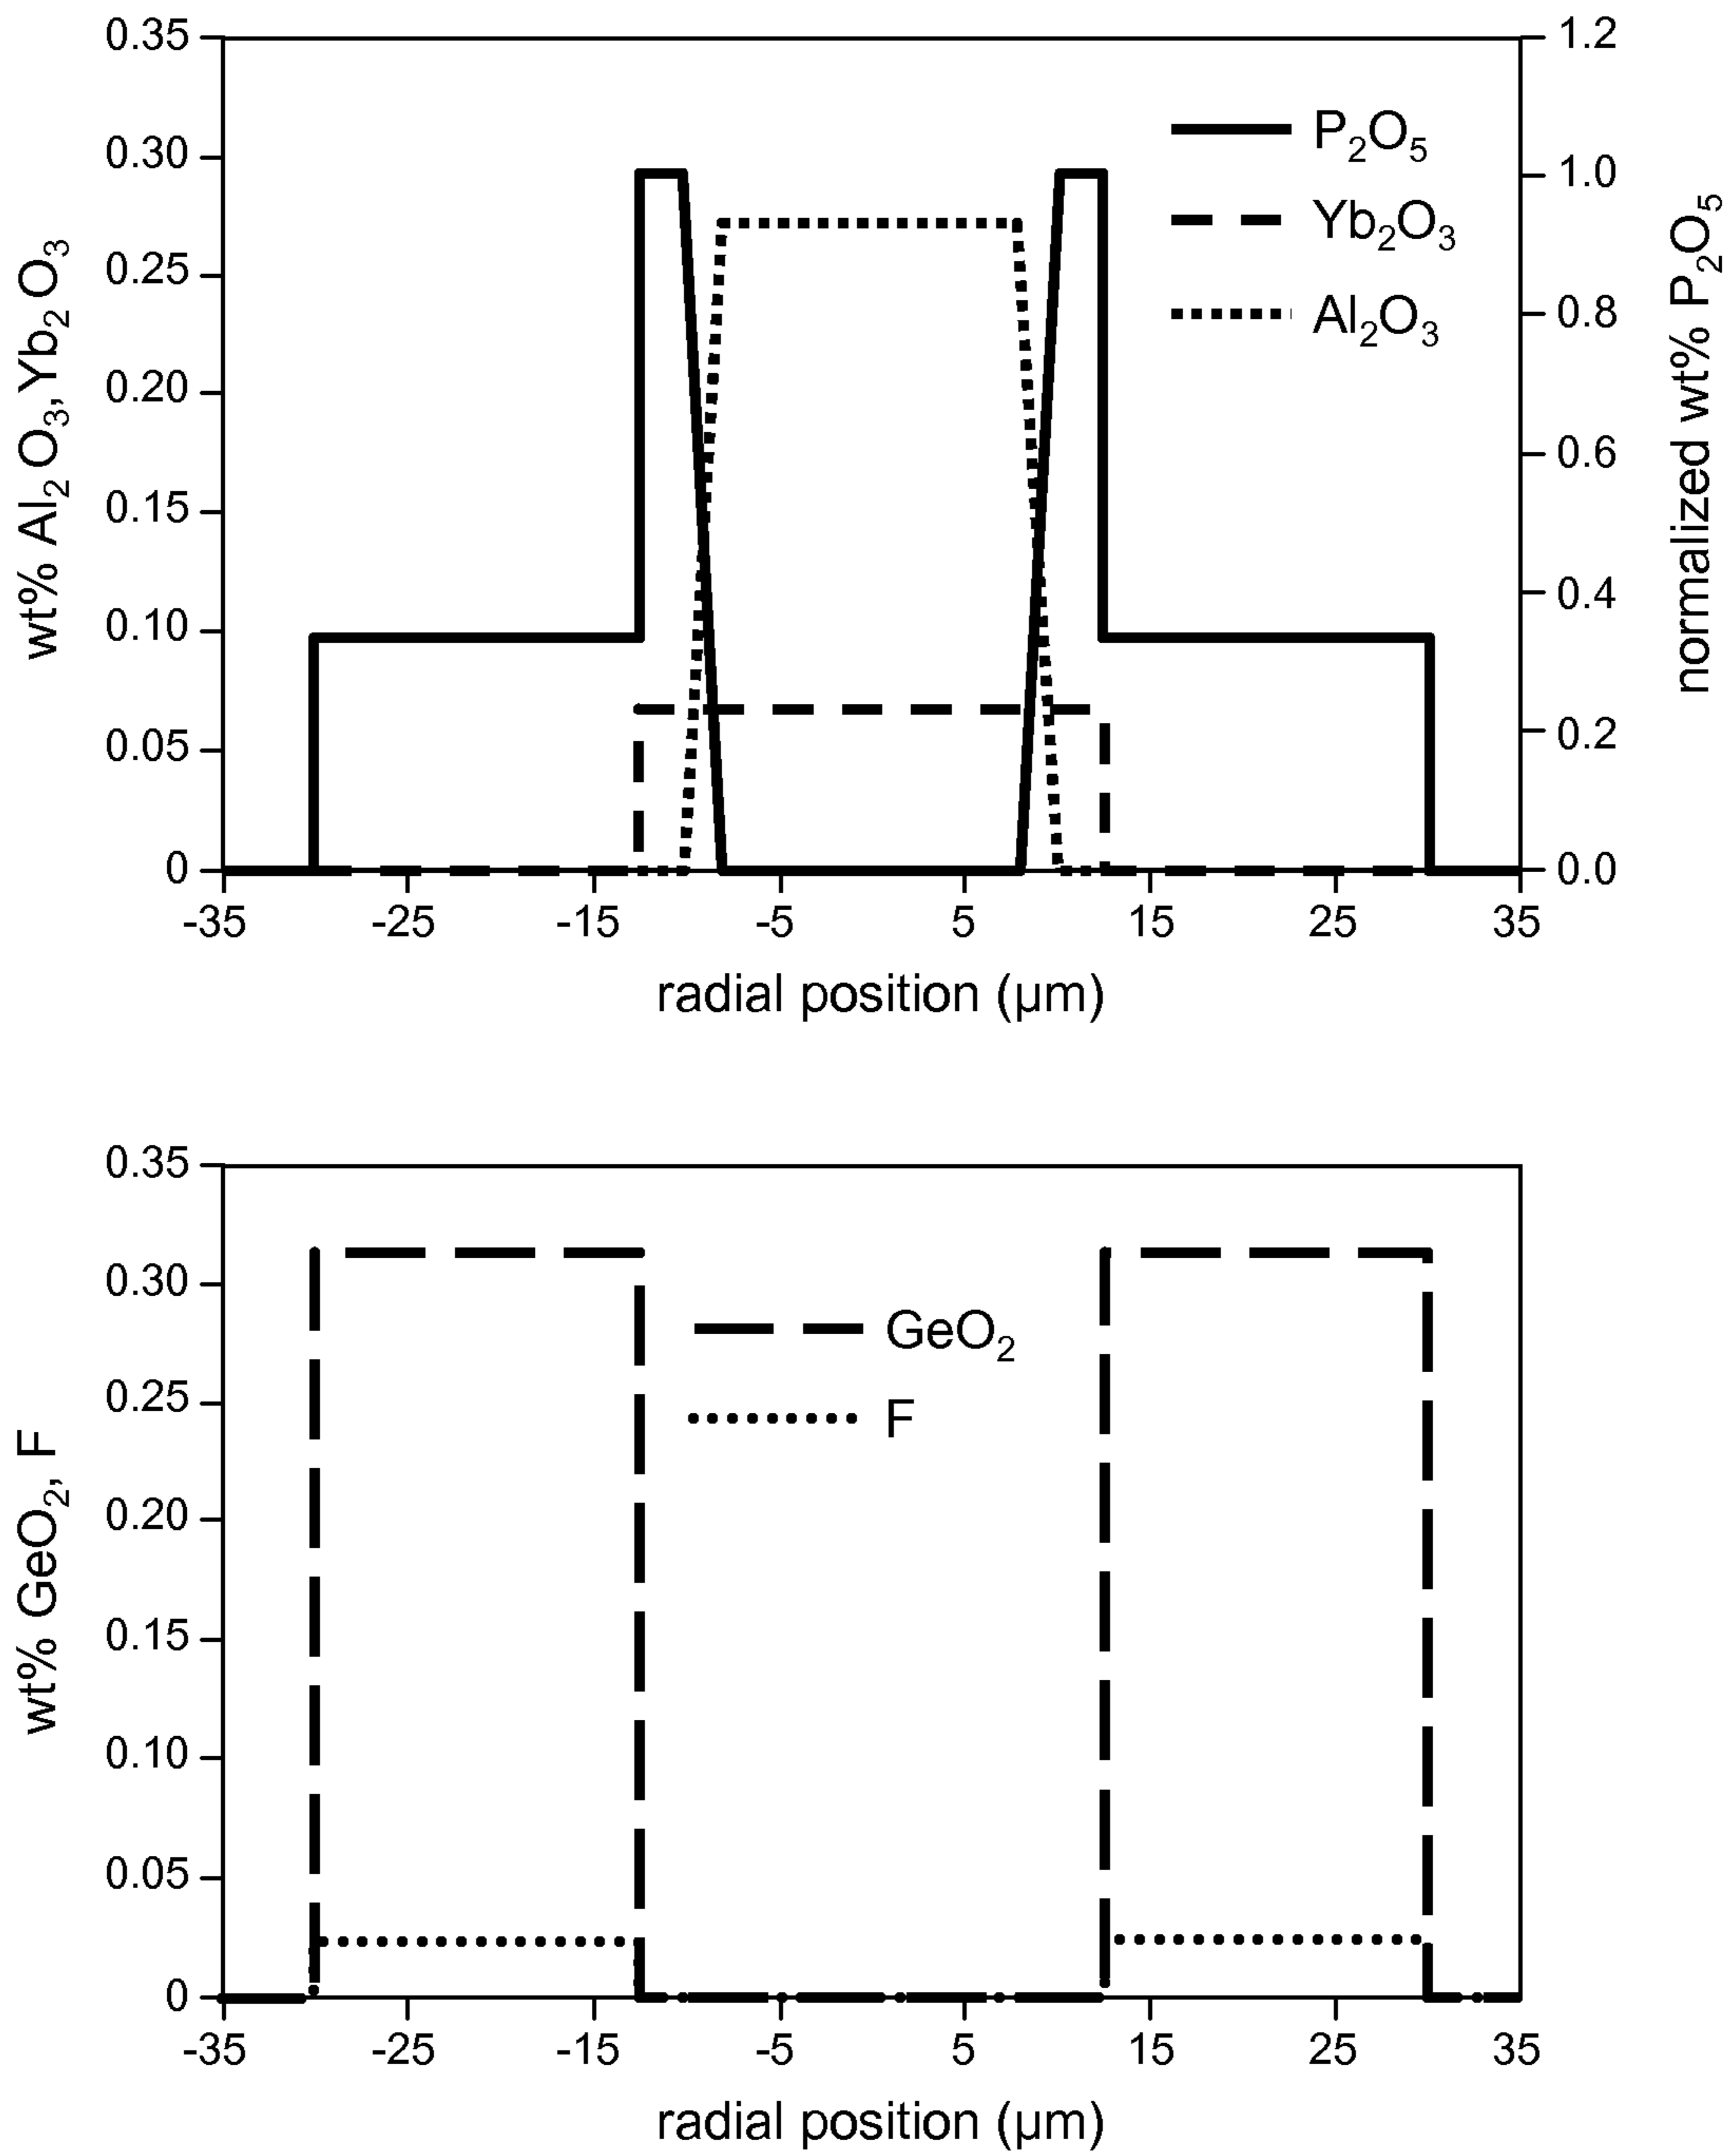 0.35
0.30
0.25
0.20
0.15
0.10
0.05
0
wt% Al₂ O₃, Yb₂ O₃
1.2
1.0
0.8
0.6
0.4
0.2
0.0
normalized wt% P₂O₅
P₂O₅
Yb₂O₃
Al₂O₃
-35 -25 -15 -5 5 15 25 35
radial position (µm)
0.35
0.30
0.25
0.20
0.15
0.10
0.05
0
wt% GeO₂, F
GeO₂
F
-35 -25 -15 -5 5 15 25 35
radial position (µm)